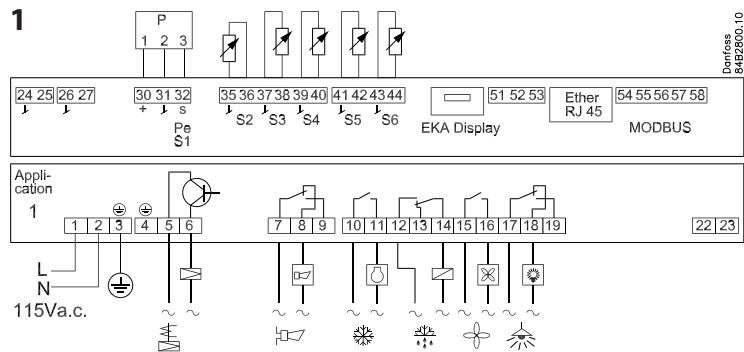 1
P
1 2 3
Danfoss
84B2800.10
24 25 26 27 30 31 32 35 36 37 38 39 40 41 42 43 44 51 52 53 Ether RJ 45 54 55 56 57 58
+ s S2 S3 S4 S5 S6 EKA Display MODBUS
Pe
S1
Appli-
cation
1
1 2 3 4 5 6 7 8 9 10 11 12 13 14 15 16 17 18 19 22 23
L
N
115Va.c.